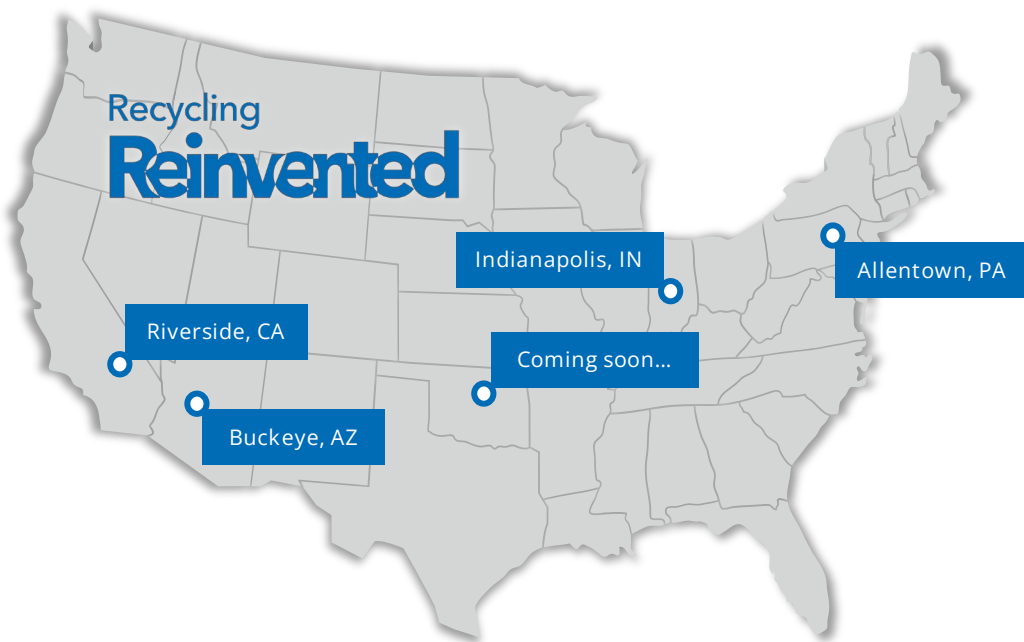 Recycling
Reinvented
Indianapolis, IN
Allentown, PA
Riverside, CA
Coming soon...
Buckeye, AZ